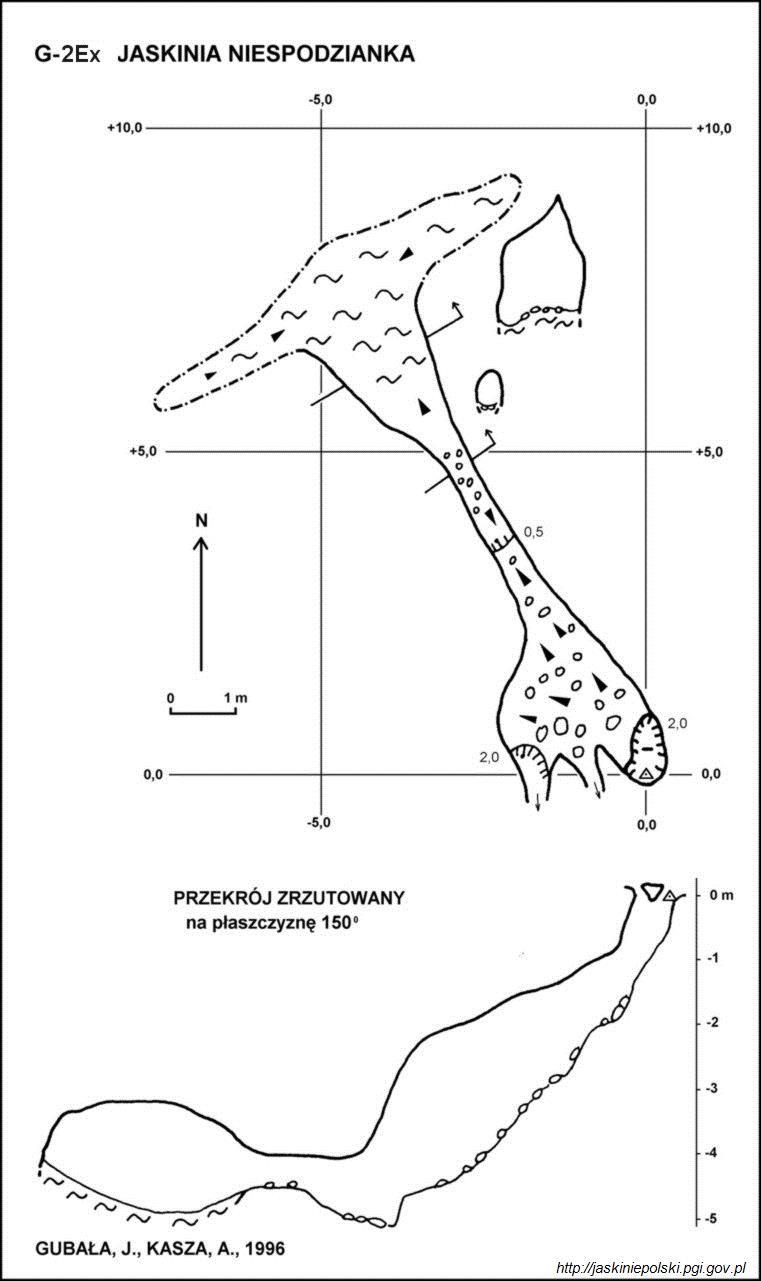 G-2Ex JASKINIA NIESPODZIANKA
-5,0 0,0
+10,0 +10,0
+5,0 +5,0
0,5
N
0 1 m
2,0
2,0
0,0 0,0
-5,0 0,0
PRZEKRÓJ ZRZUTOWANY
na płaszczyznę 150⁰
0 m
-1
-2
-3
-4
-5
GUBAŁA, J., KASZA, A., 1996
http://jaskiniepolski.pgi.gov.pl